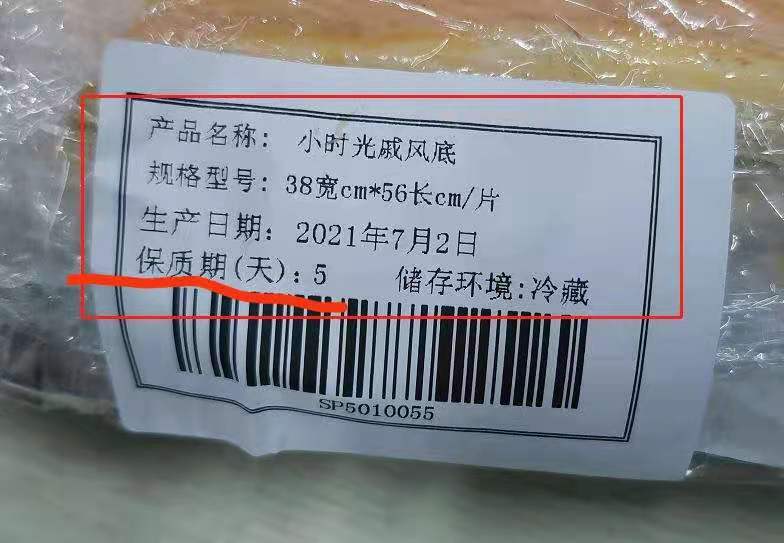 产品名称: 小时光戚风底
规格型号: 38宽cm*56长cm/片
生产日期: 2021年7月2日
保质期(天): 5 储存环境:冷藏
SP5010055